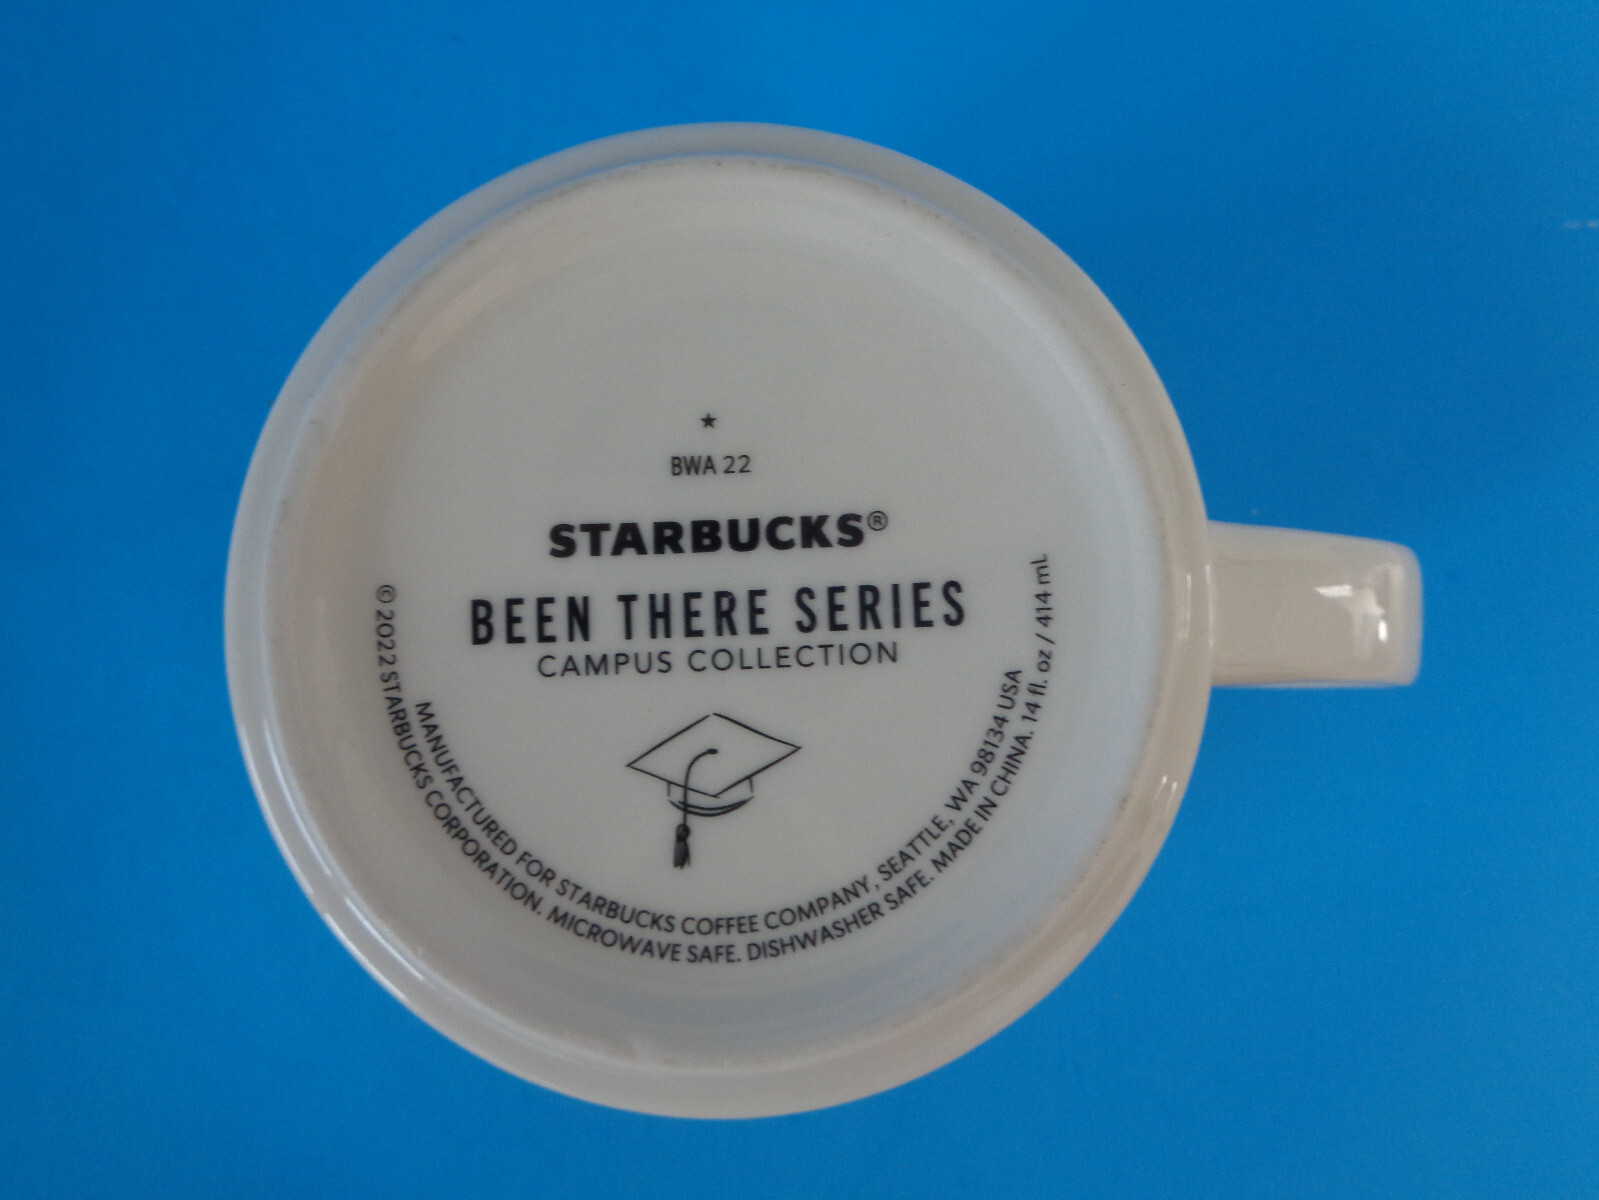 BWA 22
STARBUCKS®
BEEN THERE SERIES
CAMPUS COLLECTION
MANUFACTURED FOR STARBUCKS COFFEE COMPANY, SEATTLE, WA 98134 USA
© 2022 STARBUCKS CORPORATION. MICROWAVE SAFE. DISHWASHER SAFE. MADE IN CHINA. 14 fl. oz / 414 mL